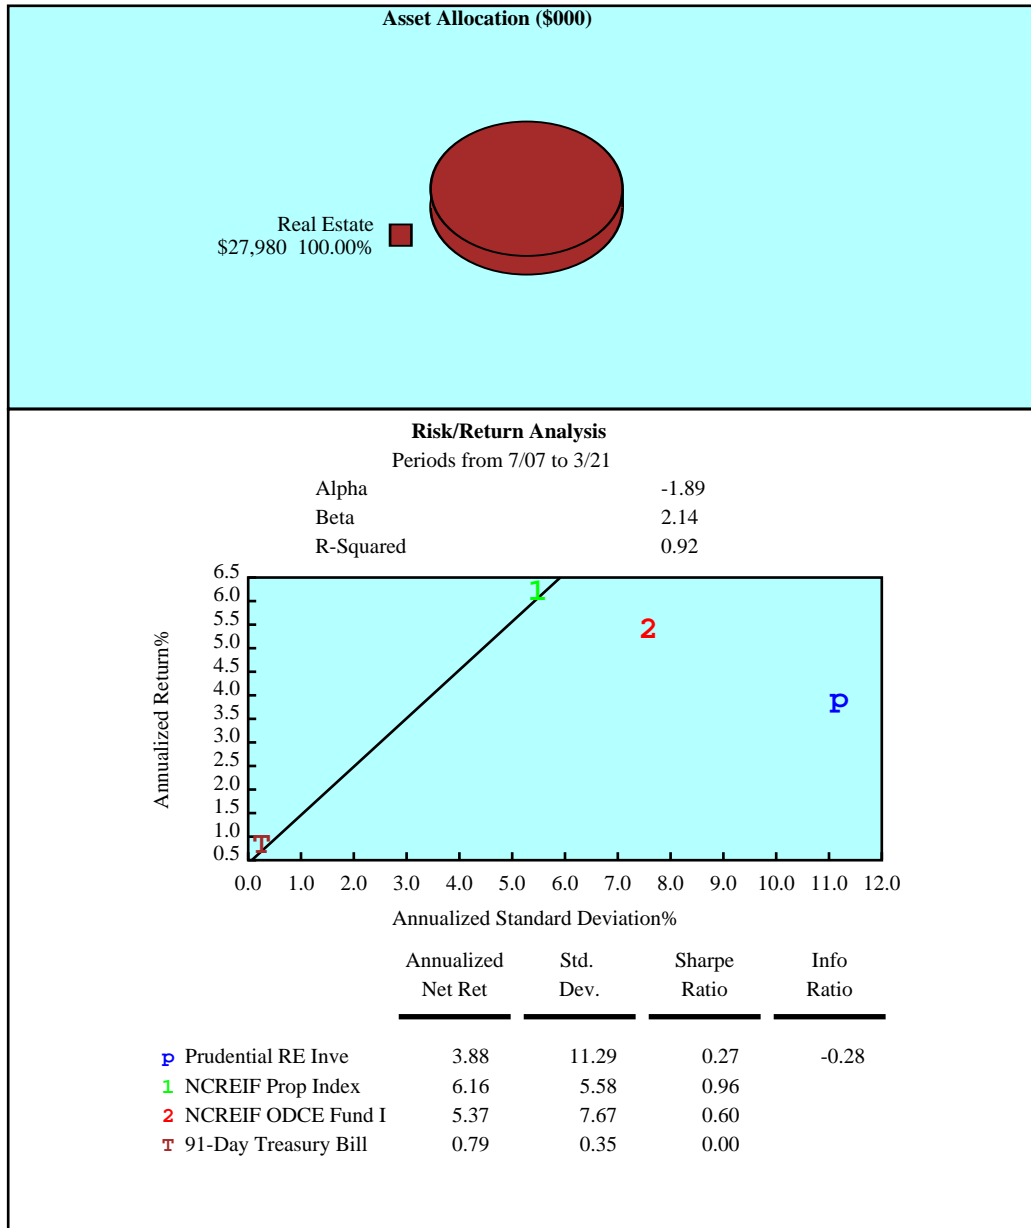 Asset Allocation ($000)
Real Estate
$27,980 100.00%
Risk/Return Analysis
Periods from 7/07 to 3/21
Alpha -1.89
Beta 2.14
R-Squared 0.92
Annualized Return%
6.5
6.0
5.5
5.0
4.5
4.0
3.5
3.0
2.5
2.0
1.5
1.0
0.5
1
2
p
T
0.0 1.0 2.0 3.0 4.0 5.0 6.0 7.0 8.0 9.0 10.0 11.0 12.0
Annualized Standard Deviation%
Annualized Std. Sharpe Info
Net Ret Dev. Ratio Ratio
p Prudential RE Inve 3.88 11.29 0.27 -0.28
1 NCREIF Prop Index 6.16 5.58 0.96
2 NCREIF ODCE Fund I 5.37 7.67 0.60
T 91-Day Treasury Bill 0.79 0.35 0.00